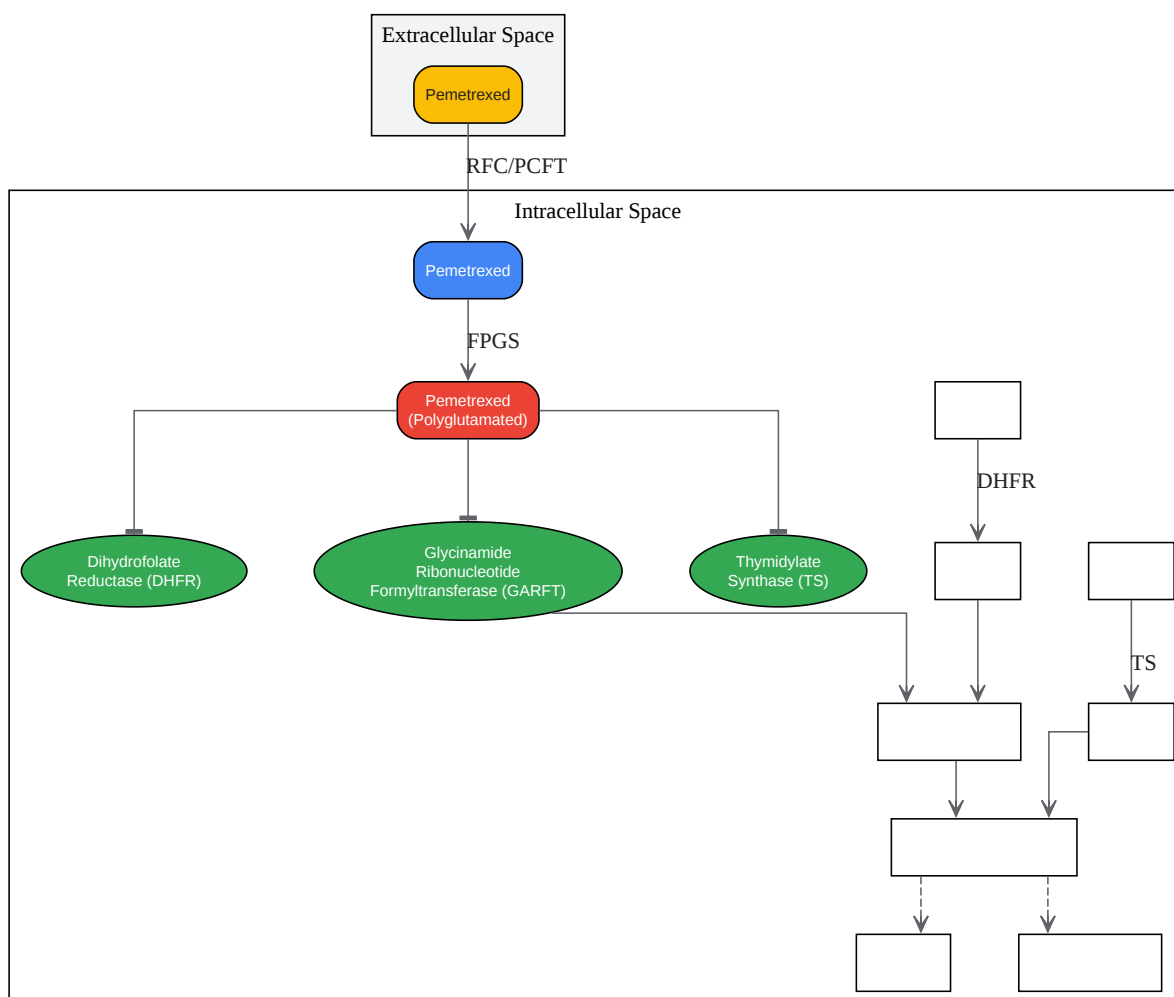 Extracellular Space
Pemetrexed
RFC/PCFT
Intracellular Space
Pemetrexed
FPGS
Pemetrexed
(Polyglutamated)
DHFR
Dihydrofolate
Reductase (DHFR)
Glycinamide
Ribonucleotide
Formyltransferase (GARFT)
Thymidylate
Synthase (TS)
TS